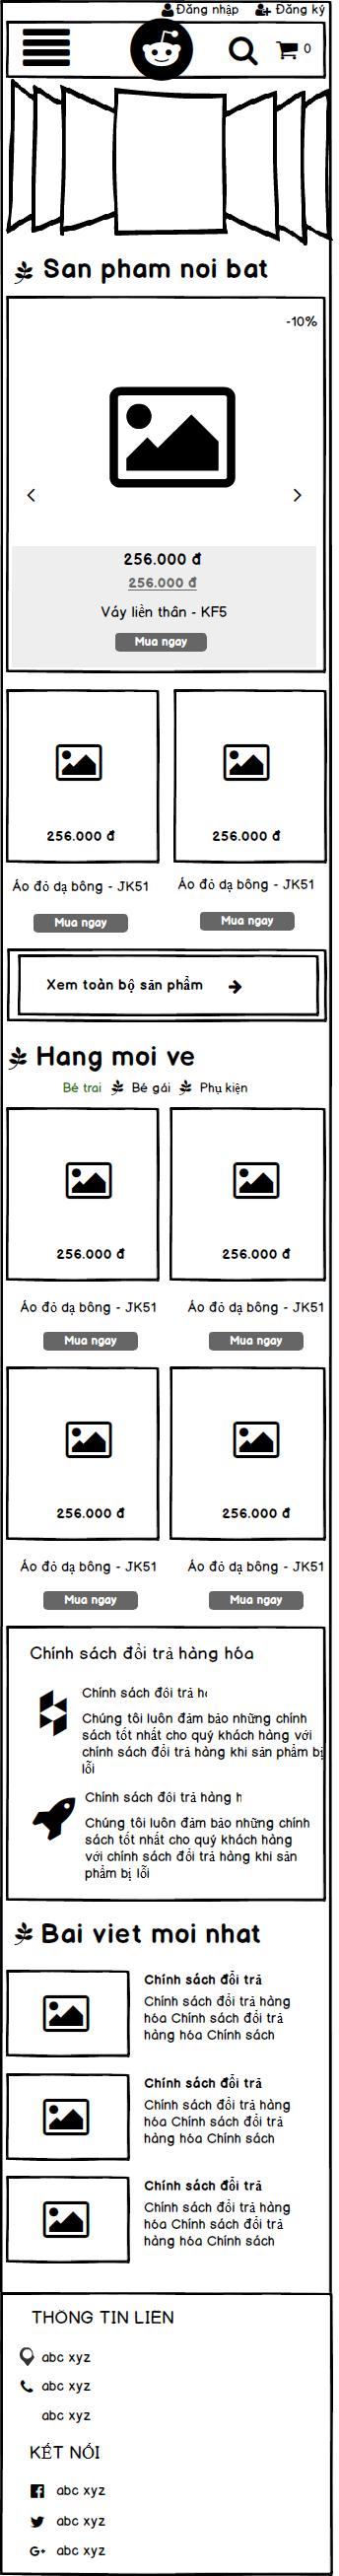 Đăng nhập Đăng ký
0
San pham noi bat
-10%
256.000 đ
256.000 đ
Váy liền thân - KF5
Mua ngay
256.000 đ 256.000 đ
Áo đỏ dạ bông - JK51 Áo đỏ dạ bông - JK51
Mua ngay Mua ngay
Xem toàn bộ sản phẩm
Hang moi ve
Bé trai Bé gái Phụ kiện
256.000 đ 256.000 đ
Áo đỏ dạ bông - JK51 Áo đỏ dạ bông - JK51
Mua ngay Mua ngay
256.000 đ 256.000 đ
Áo đỏ dạ bông - JK51 Áo đỏ dạ bông - JK51
Mua ngay Mua ngay
Chính sách đổi trả hàng hóa
Chính sách đổi trả
Chúng tôi luôn đảm bảo những chính
sách tốt nhất cho quý khách hàng với
chính sách đổi trả hàng khi sản phẩm bị
lỗi
Chính sách đổi trả hàng h
Chúng tôi luôn đảm bảo những chính
sách tốt nhất cho quý khách hàng
với chính sách đổi trả hàng khi sản
phẩm bị lỗi
Bai viet moi nhat
Chính sách đổi trả
Chính sách đổi trả hàng
hóa Chính sách đổi trả
hàng hóa Chính sách
Chính sách đổi trả
Chính sách đổi trả hàng
hóa Chính sách đổi trả
hàng hóa Chính sách
Chính sách đổi trả
Chính sách đổi trả hàng
hóa Chính sách đổi trả
hàng hóa Chính sách
THÔNG TIN LIÊN
abc xyz
abc xyz
abc xyz
KẾT NỐI
abc xyz
abc xyz
abc xyz